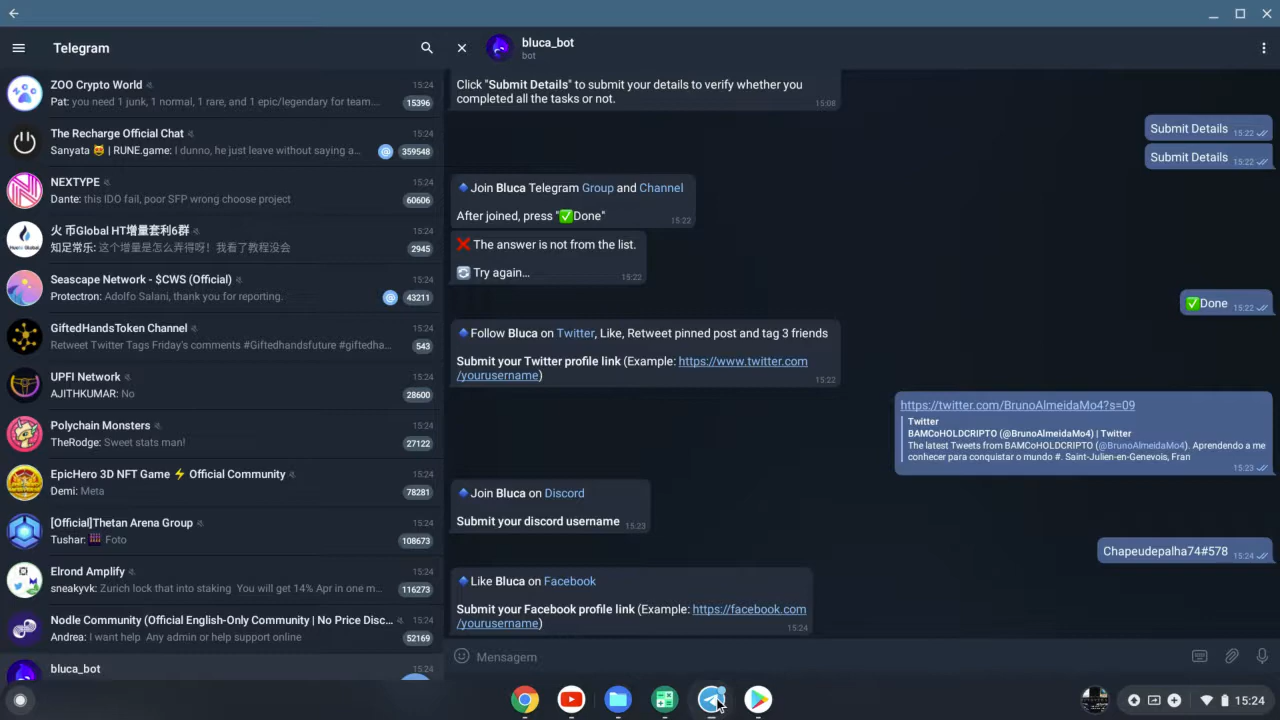 Telegram
ZOO Crypto World
15:24
Pat: you need 1 junk, 1 normal, 1 rare, and 1 epic/legendary for team...
15396
The Recharge Official Chat
15:24
Sanyata 😼 | RUNE.game: I dunno, he just leave without saying a...
@ 359548
NEXTYPE
15:24
Dante: this IDO fail, poor SFP wrong choose project
60606
火 币Global HT增量套利6群
15:24
知足常乐: 这个增量是怎么弄得呀！我看了教程没会
2945
Seascape Network - $CWS (Official)
15:24
Protectron: Adolfo Salani, thank you for reporting.
@ 43211
GiftedHandsToken Channel
15:24
Retweet Twitter Tags Friday's comments #Giftedhandsfuture #giftedha...
543
UPFI Network
15:24
AJITHKUMAR: No
28600
Polychain Monsters
15:24
TheRodge: Sweet stats man!
27122
EpicHero 3D NFT Game ⚡ Official Community
15:24
Demi: Meta
78281
[Official]Thetan Arena Group
15:24
Tushar: Foto
108673
Elrond Amplify
15:24
sneakyvk: Zurich lock that into staking You will get 14% Apr in one m...
116273
Nodle Community (Official English-Only Community | No Price Disc...
15:24
Andrea: I want help Any admin or help support online
52169
bluca_bot
15:24
bluca_bot
bot
Click "Submit Details" to submit your details to verify whether you
completed all the tasks or not.
15:08
Submit Details 15:22
Submit Details 15:22
🔹Join Bluca Telegram Group and Channel
After joined, press "✅Done"
15:22
❌ The answer is not from the list.
🔄 Try again...
15:22
✅Done 15:22
🔹Follow Bluca on Twitter, Like, Retweet pinned post and tag 3 friends
Submit your Twitter profile link (Example: https://www.twitter.com
/yourusername)
15:22
https://twitter.com/BrunoAlmeidaMo4?s=09
Twitter
BAMCoHOLDCRIPTO (@BrunoAlmeidaMo4) | Twitter
The latest Tweets from BAMCoHOLDCRIPTO (@BrunoAlmeidaMo4). Aprendendo a me
conhecer para conquistar o mundo #. Saint-Julien-en-Genevois, Fran
15:23
🔹Join Bluca on Discord
Submit your discord username 15:23
Chapeudepalha74#578 15:24
🔹Like Bluca on Facebook
Submit your Facebook profile link (Example: https://facebook.com
/yourusername)
15:24
Mensagem
15:24